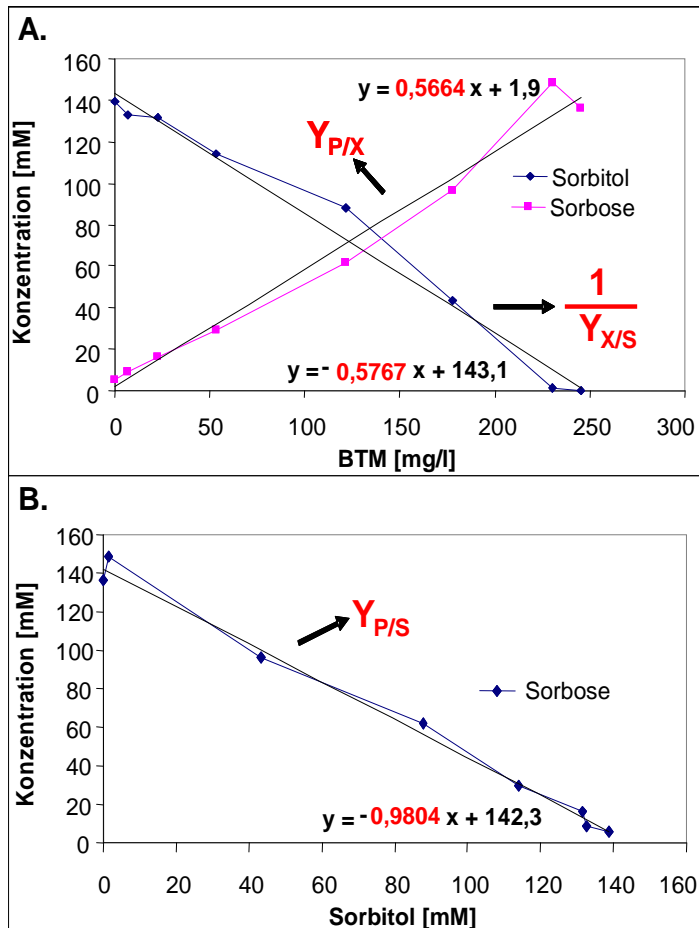 A.
160
140
120
100
80
60
40
20
0
Konzentration [mM]
y = 0,5664 x + 1,9
Y P/X
Sorbitol
Sorbose
1
Y X/S
y = - 0,5767 x + 143,1
0 50 100 150 200 250 300
BTM [mg/l]
B.
160
140
120
100
80
60
40
20
0
Konzentration [mM]
Y P/S
Sorbose
y = -0,9804 x + 142,3
0 20 40 60 80 100 120 140 160
Sorbitol [mM]